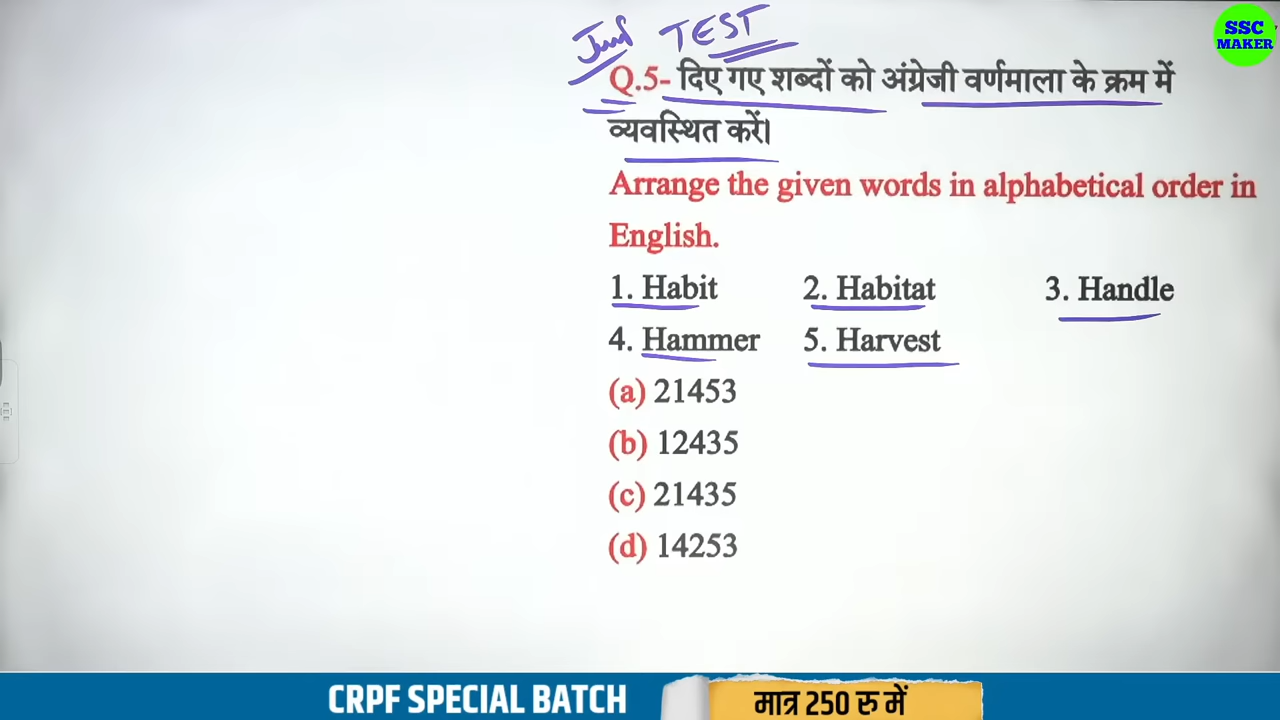 TEST
SSC
MAKER
Q.5- दिए गए शब्दों को अंग्रेजी वर्णमाला के क्रम में
व्यवस्थित करें।
Arrange the given words in alphabetical order in
English.
1. Habit 2. Habitat 3. Handle
4. Hammer 5. Harvest
(a) 21453
(b) 12435
(c) 21435
(d) 14253
CRPF SPECIAL BATCH मात्र 250 रु में